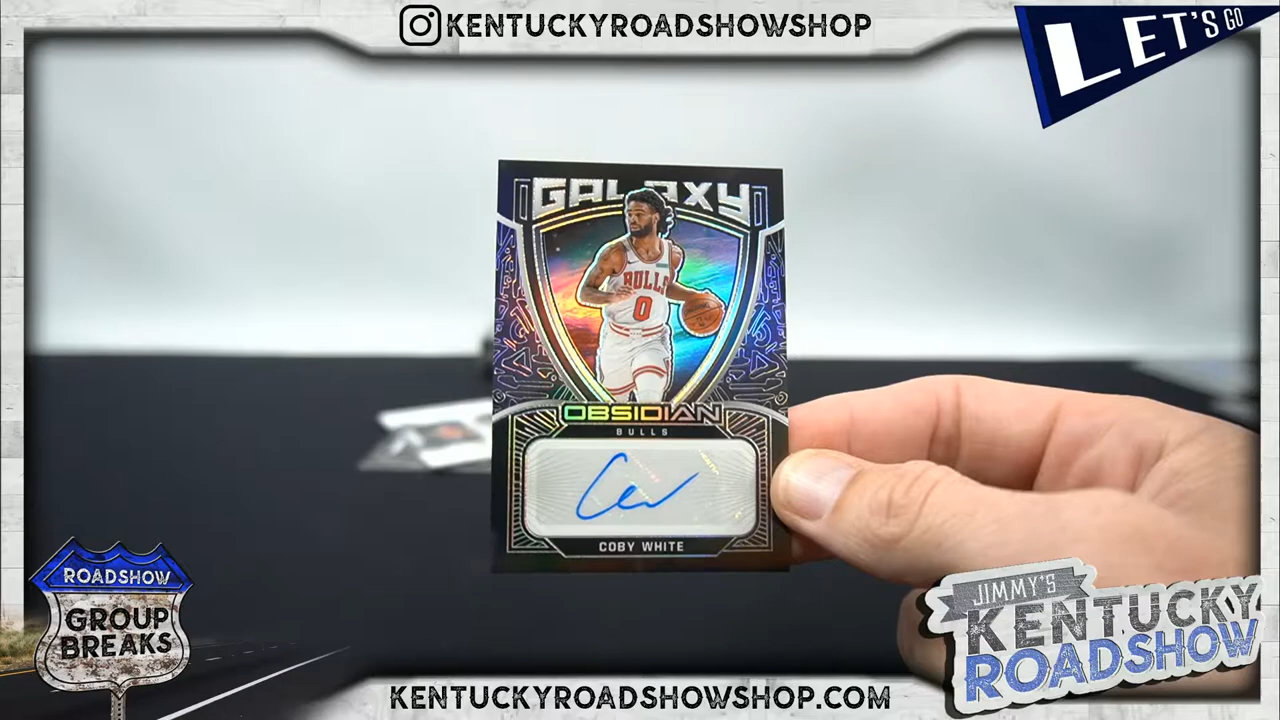 KENTUCKYROADSHOWSHOP
LET'S GO
GALAXY
BULLS
0
OBSIDIAN
BULLS
COBY WHITE
ROADSHOW
GROUP
BREAKS
JIMMY'S
KENTUCKY
ROADSHOW
KENTUCKYROADSHOWSHOP.COM